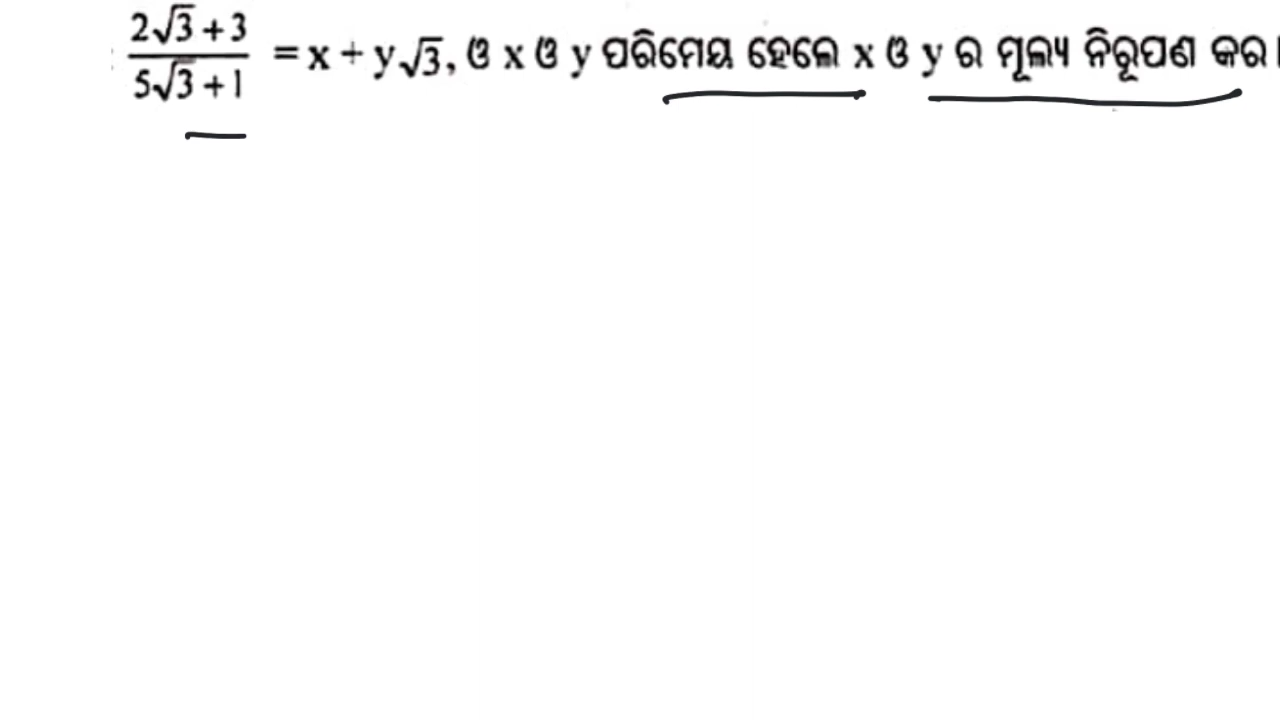 (2√3 + 3)/(5√3 + 1) = x + y√3, ଓ x ଓ y ପରିମେୟ ହେଲେ x ଓ y ର ମୂଲ୍ୟ ନିରୂପଣ କର।